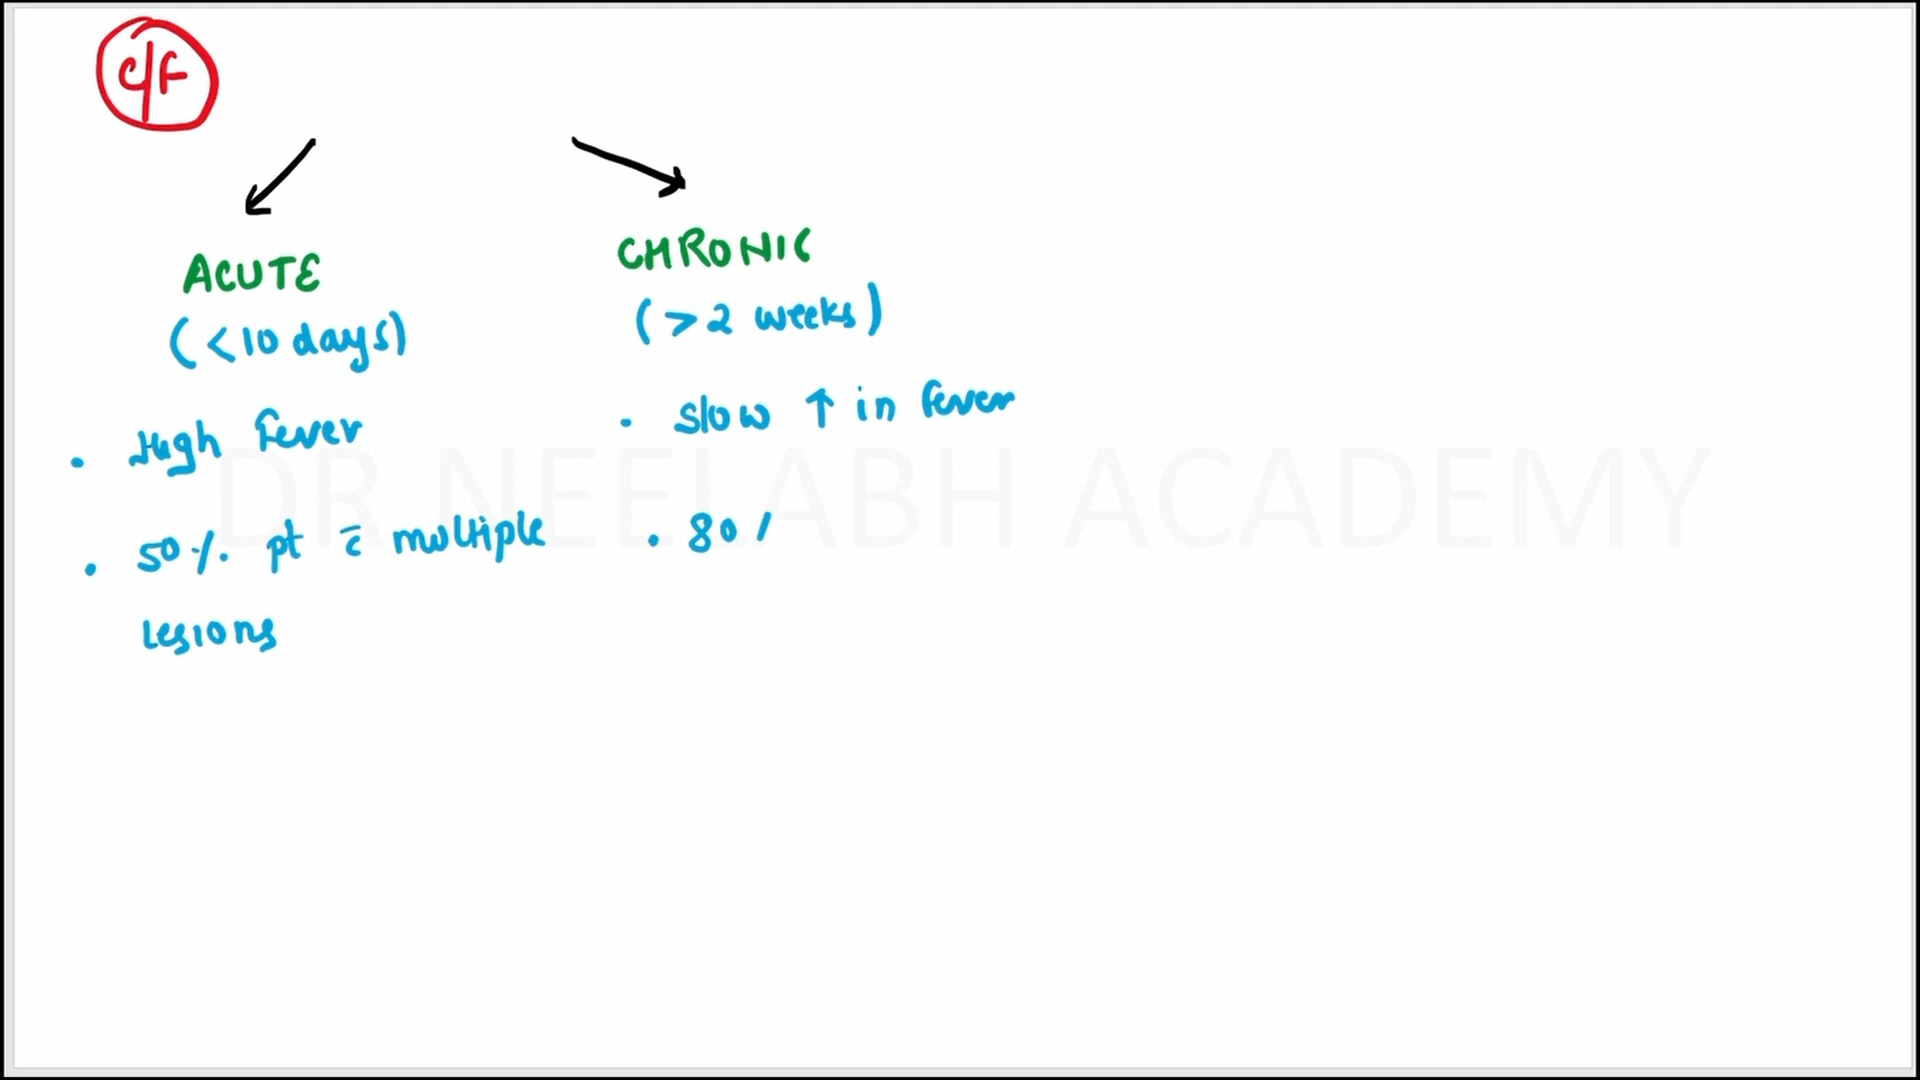 c/f
ACUTE
(<10 days)
• High fever
• 50% pt c̅ multiple
lesions
CHRONIC
(>2 weeks)
• Slow ↑ in fever
• 80 /
DR NEELABH ACADEMY